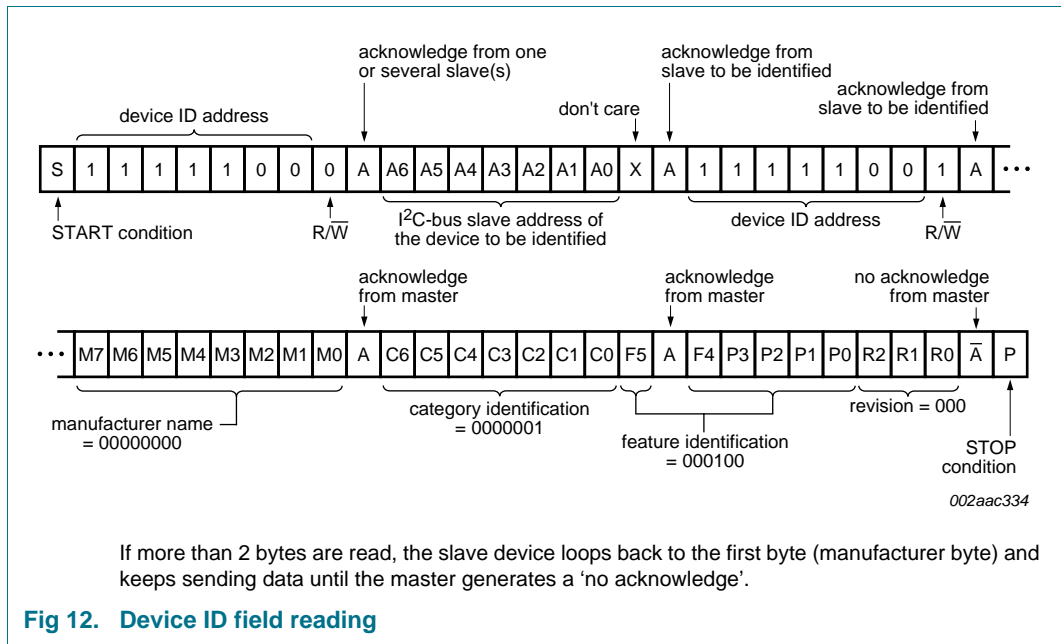 acknowledge from one
or several slave(s)
acknowledge from
slave to be identified
acknowledge from
slave to be identified
device ID address
don't care
S 1 1 1 1 1 0 0 0 A A6 A5 A4 A3 A2 A1 A0 X A 1 1 1 1 1 0 0 1 A ···
START condition
R/W̅
I²C-bus slave address of
the device to be identified
device ID address
R/W̅
acknowledge
from master
acknowledge
from master
no acknowledge
from master
··· M7 M6 M5 M4 M3 M2 M1 M0 A C6 C5 C4 C3 C2 C1 C0 F5 A F4 P3 P2 P1 P0 R2 R1 R0 A̅ P
manufacturer name
= 00000000
category identification
= 0000001
feature identification
= 000100
revision = 000
STOP
condition
002aac334
If more than 2 bytes are read, the slave device loops back to the first byte (manufacturer byte) and
keeps sending data until the master generates a ‘no acknowledge’.
Fig 12. Device ID field reading